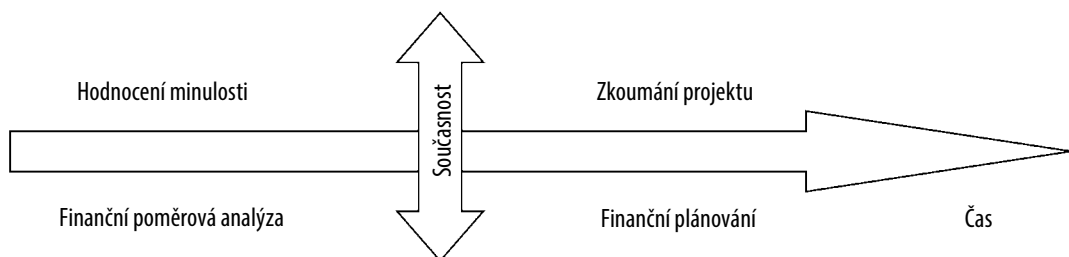 Hodnocení minulosti
Současnost
Zkoumání projektu
Finanční poměrová analýza
Finanční plánování
Čas